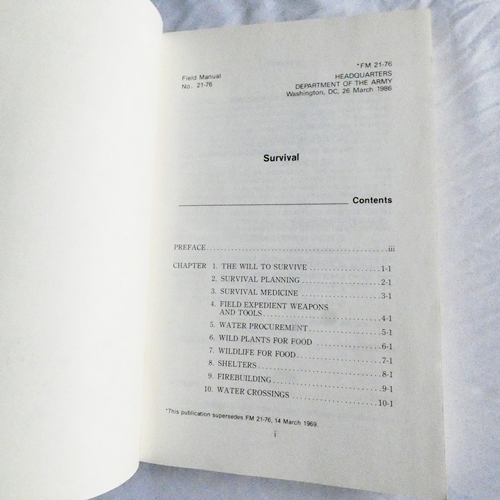 Field Manual
No. 21-76
*FM 21-76
HEADQUARTERS
DEPARTMENT OF THE ARMY
Washington, DC, 26 March 1986
Survival
Contents
PREFACE.......................................................iii
CHAPTER 1. THE WILL TO SURVIVE.....................1-1
2. SURVIVAL PLANNING........................2-1
3. SURVIVAL MEDICINE........................3-1
4. FIELD EXPEDIENT WEAPONS
AND TOOLS..................................4-1
5. WATER PROCUREMENT.....................5-1
6. WILD PLANTS FOR FOOD....................6-1
7. WILDLIFE FOR FOOD........................7-1
8. SHELTERS....................................8-1
9. FIREBUILDING................................9-1
10. WATER CROSSINGS..........................10-1
*This publication supersedes FM 21-76, 14 March 1969.
i